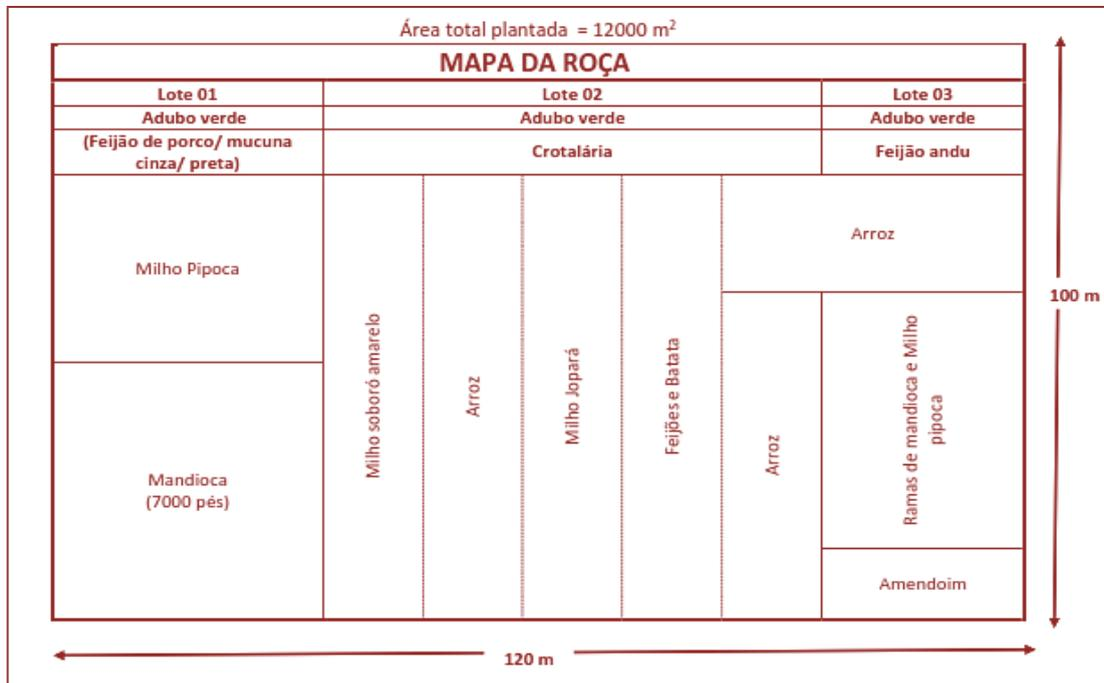 Área total plantada = 12000 m²
MAPA DA ROÇA
Lote 01
Lote 02
Lote 03
Adubo verde
Adubo verde
Adubo verde
(Feijão de porco/ mucuna
cinza/ preta)
Crotalária
Feijão andu
Milho Pipoca
Mandioca
(7000 pés)
Milho soboró amarelo
Arroz
Milho Jopará
Feijões e Batata
Arroz
Arroz
Ramas de mandioca e Milho
pipoca
Amendoim
100 m
120 m